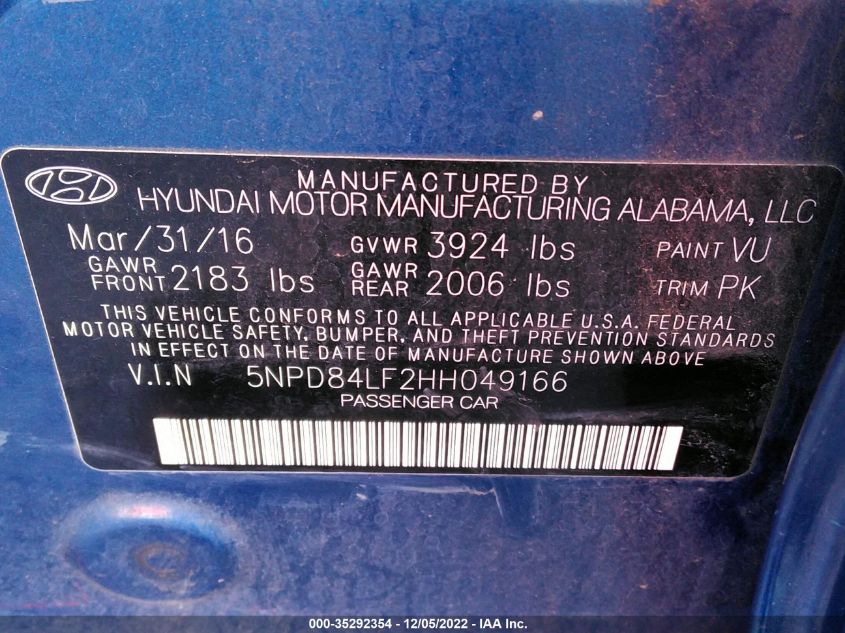 MANUFACTURED BY
HYUNDAI MOTOR MANUFACTURING ALABAMA, LLC
Mar/31/16 GVWR 3924 lbs PAINT VU
GAWR FRONT 2183 lbs GAWR REAR 2006 lbs TRIM PK
THIS VEHICLE CONFORMS TO ALL APPLICABLE U.S.A. FEDERAL
MOTOR VEHICLE SAFETY, BUMPER, AND THEFT PREVENTION STANDARDS
IN EFFECT ON THE DATE OF MANUFACTURE SHOWN ABOVE
V.I.N 5NPD84LF2HH049166
PASSENGER CAR
000-35292354 - 12/05/2022 - IAA Inc.